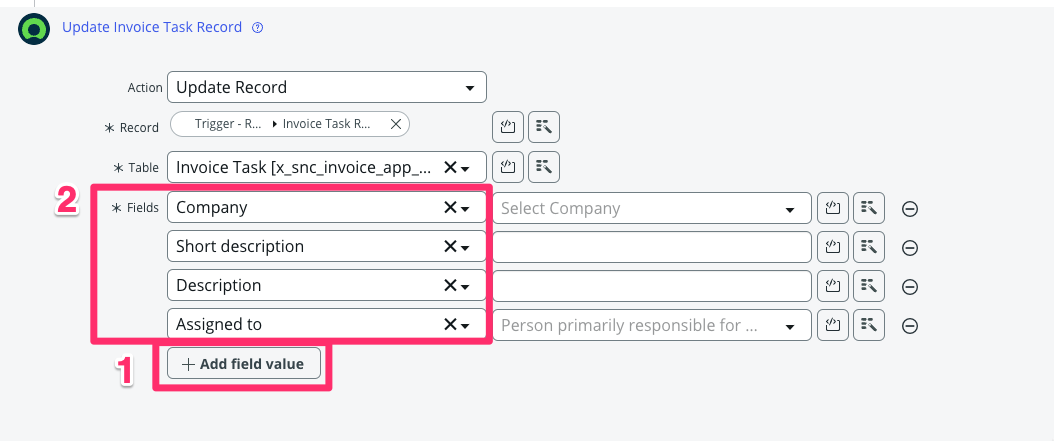 Update Invoice Task Record
Action Update Record
Record Trigger - R... Invoice Task R...
Table Invoice Task [x_snc_invoice_app_...
2 Fields Company Select Company
Short description
Description
Assigned to Person primarily responsible for ...
1 + Add field value